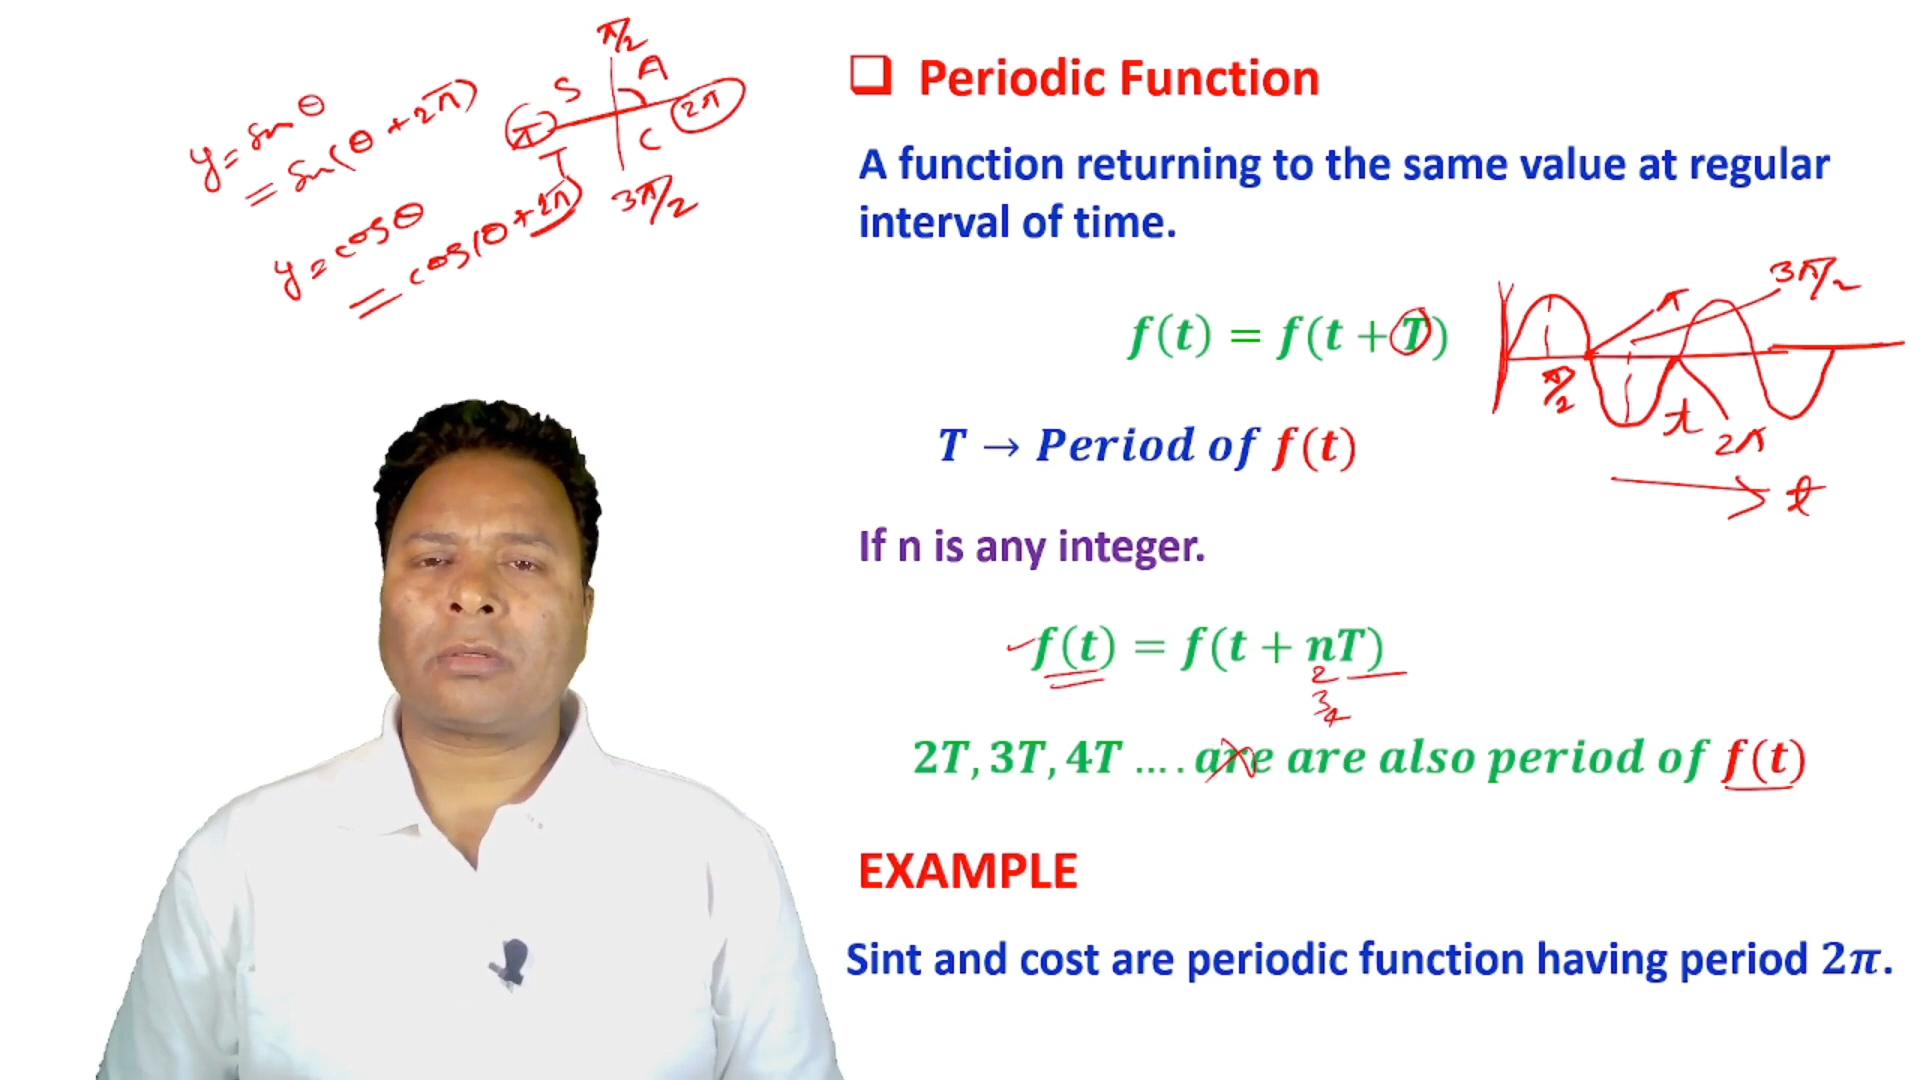 y = sin θ
= sin(θ + 2π)
y = cosθ
= cos(θ + 2π)
π/2
S A
π 2π
T C
3π/2
❑ Periodic Function
A function returning to the same value at regular
interval of time.
f(t) = f(t + T)
π/2
π
3π/2
t
2π
t
T → Period of f(t)
If n is any integer.
f(t) = f(t + nT)
2
3
4
2T, 3T, 4T .... are are also period of f(t)
EXAMPLE
Sint and cost are periodic function having period 2π.